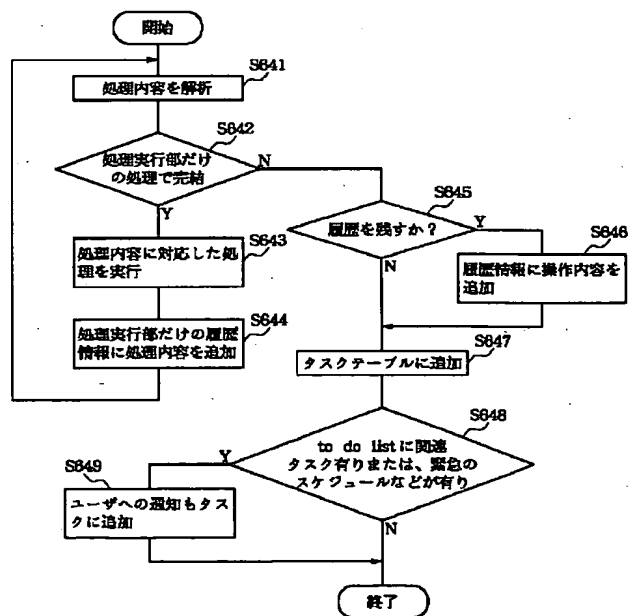 開始
S641
処理内容を解析
S642
処理実行部だけ
の処理で完結
N
Y
S643
処理内容に対応した処
理を実行
S644
処理実行部だけの履歴
情報に処理内容を追加
S645
履歴を残すか?
Y
N
S646
履歴情報に操作内容を
追加
S647
タスクテーブルに追加
S648
to do listに関連
タスク有りまたは、緊急の
スケジュールなどが有り
Y
N
S649
ユーザへの通知もタス
クに追加
終了